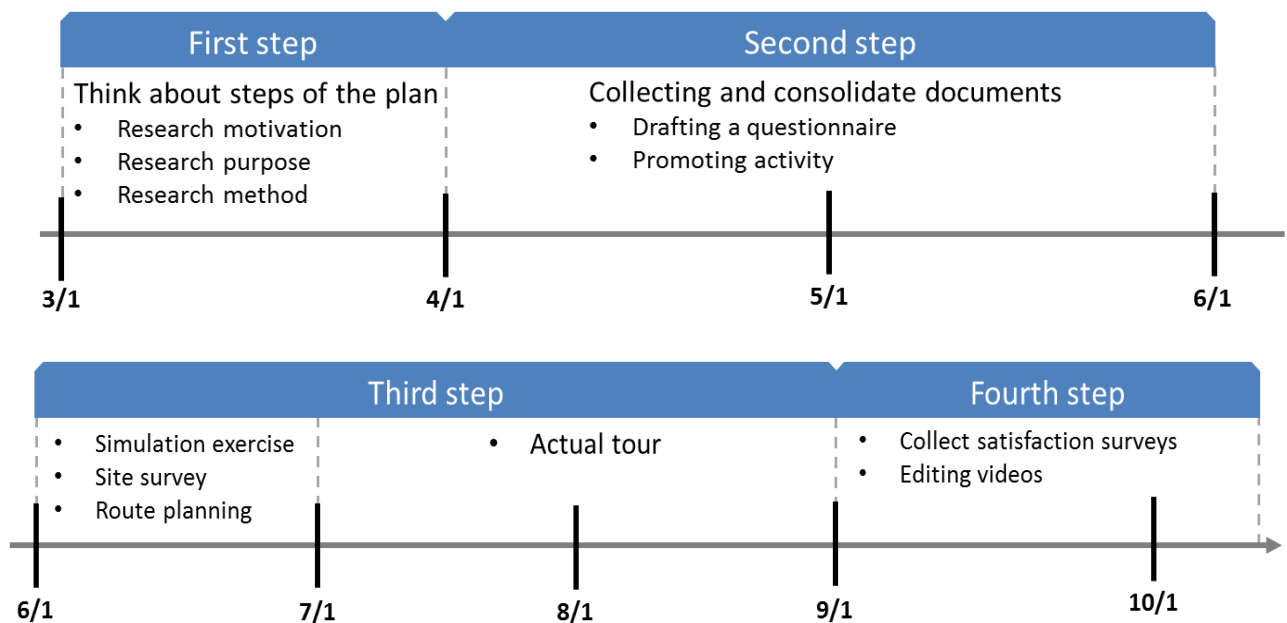 First step
Second step
Think about steps of the plan
• Research motivation
• Research purpose
• Research method
Collecting and consolidate documents
• Drafting a questionnaire
• Promoting activity
3/1
4/1
5/1
6/1
Third step
Fourth step
• Simulation exercise
• Site survey
• Route planning
• Actual tour
• Collect satisfaction surveys
• Editing videos
6/1
7/1
8/1
9/1
10/1